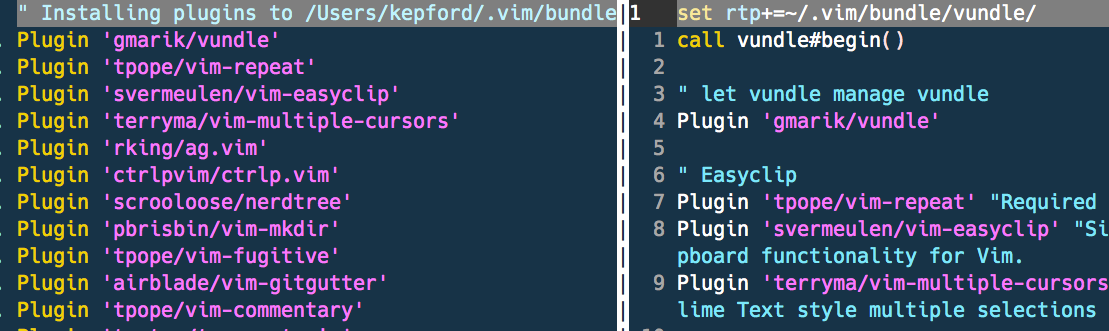 " Installing plugins to /Users/kepford/.vim/bundle
. Plugin 'gmarik/vundle'
. Plugin 'tpope/vim-repeat'
. Plugin 'svermeulen/vim-easyclip'
. Plugin 'terryma/vim-multiple-cursors'
. Plugin 'rking/ag.vim'
. Plugin 'ctrlpvim/ctrlp.vim'
. Plugin 'scrooloose/nerdtree'
. Plugin 'pbrisbin/vim-mkdir'
. Plugin 'tpope/vim-fugitive'
. Plugin 'airblade/vim-gitgutter'
. Plugin 'tpope/vim-commentary'
1 set rtp+=~/.vim/bundle/vundle/
1 call vundle#begin()
2
3 " let vundle manage vundle
4 Plugin 'gmarik/vundle'
5
6 " Easyclip
7 Plugin 'tpope/vim-repeat' "Required
8 Plugin 'svermeulen/vim-easyclip' "Si
pboard functionality for Vim.
9 Plugin 'terryma/vim-multiple-cursors
lime Text style multiple selections